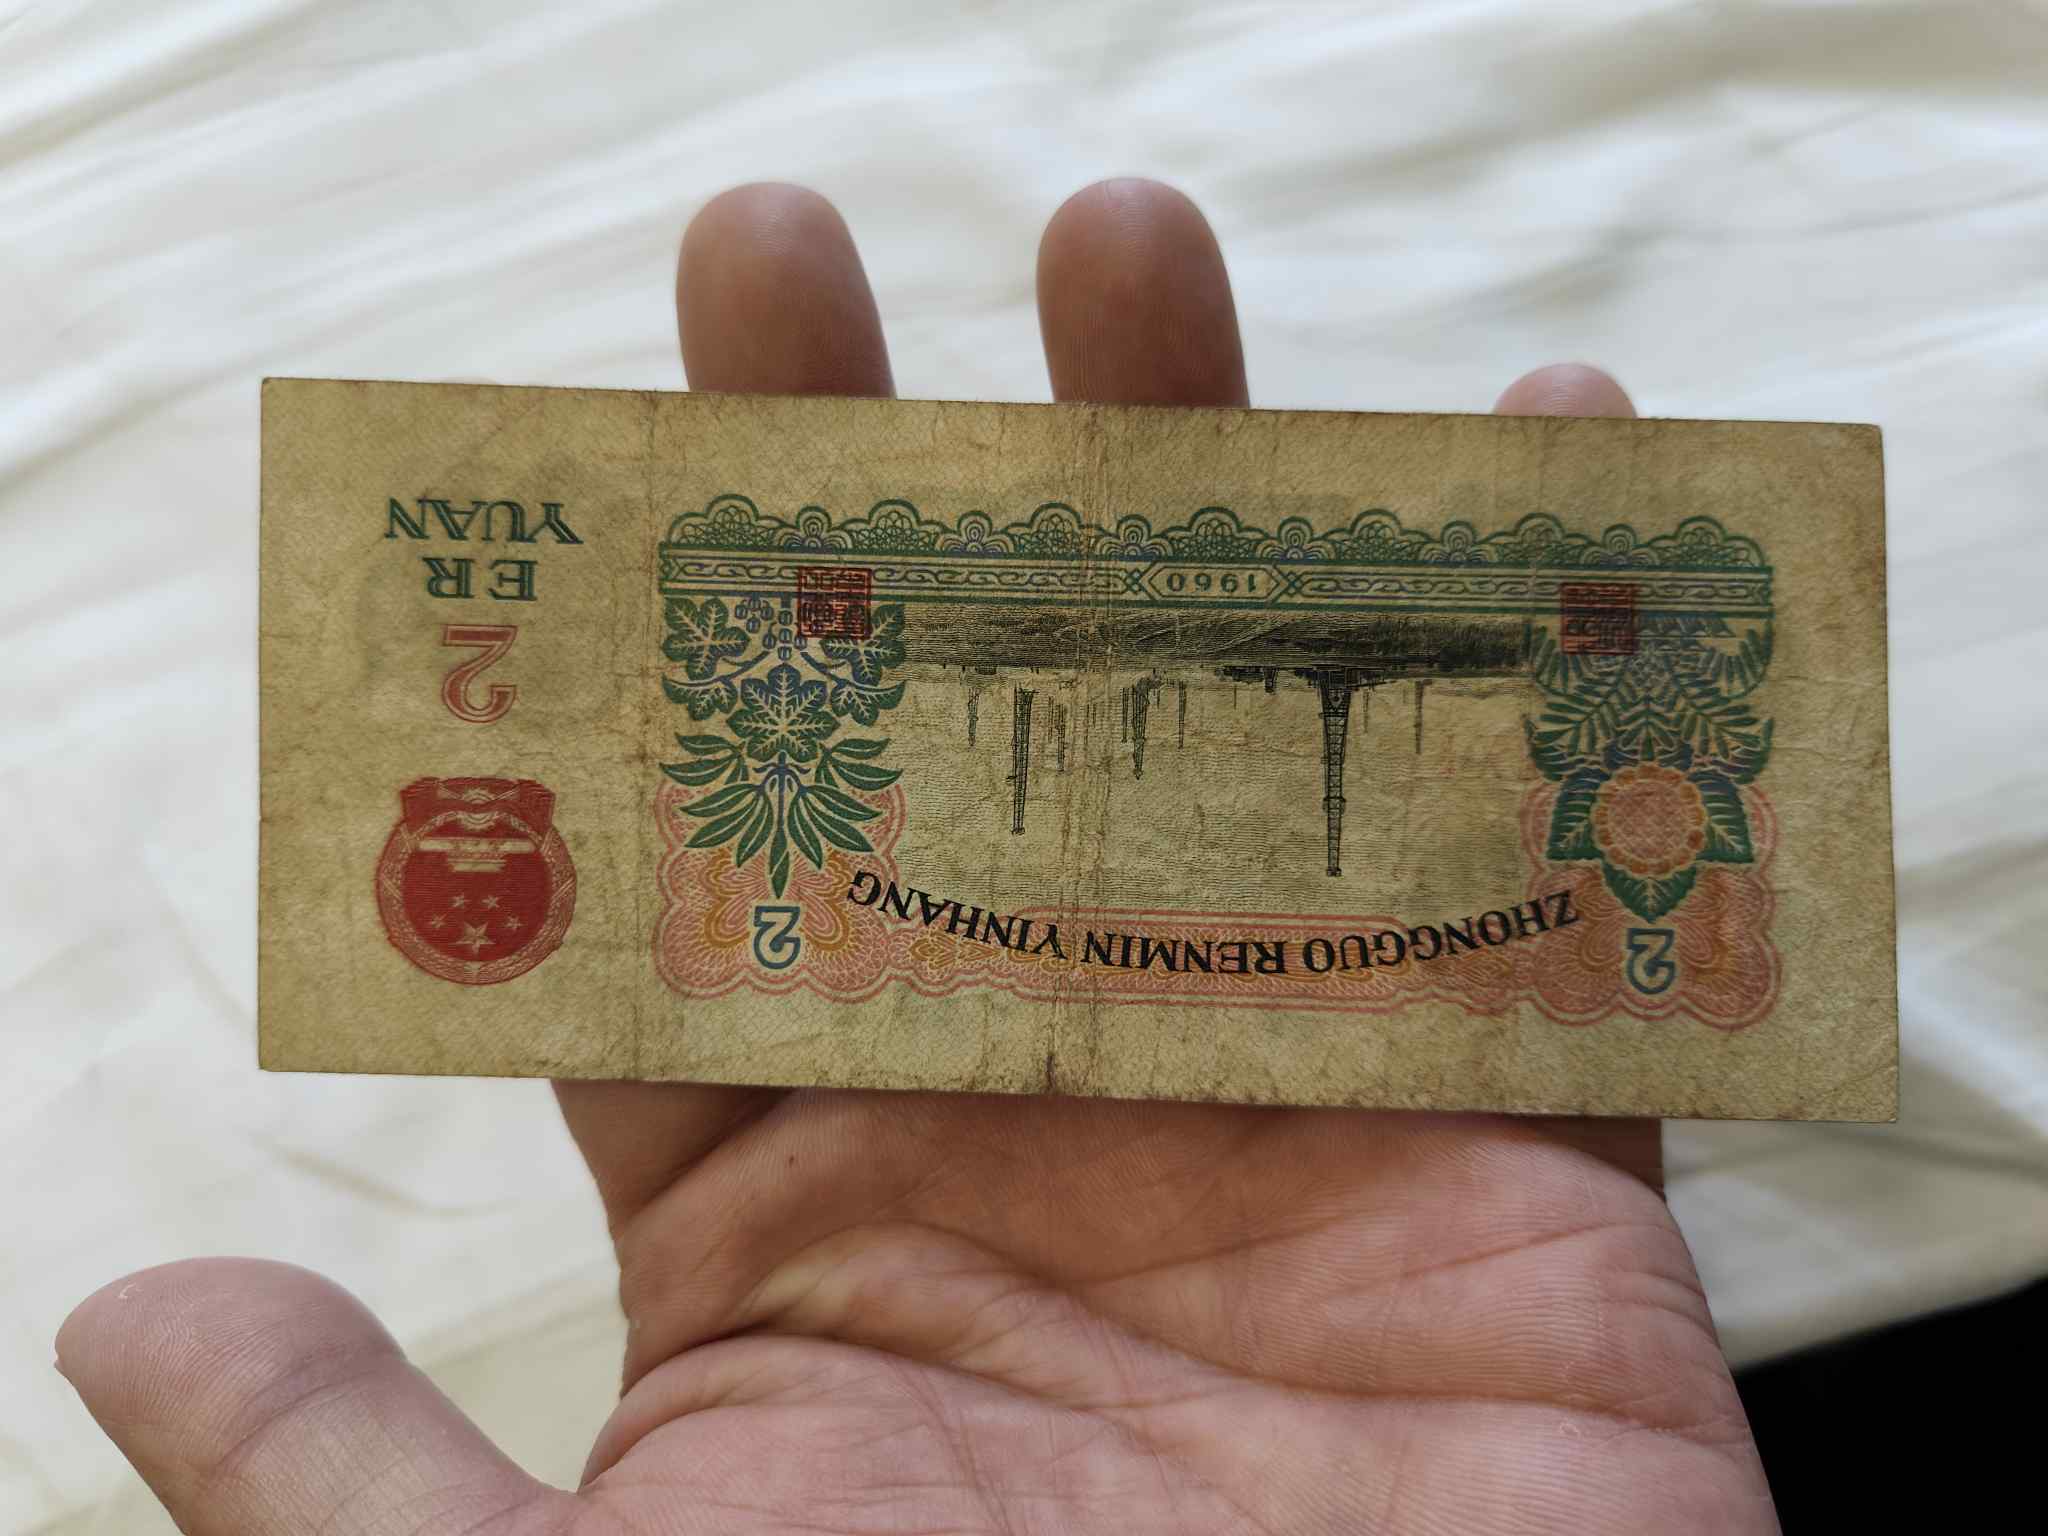 ZHONGGUO RENMIN YINHANG
2
2
1960
2
ER
YUAN